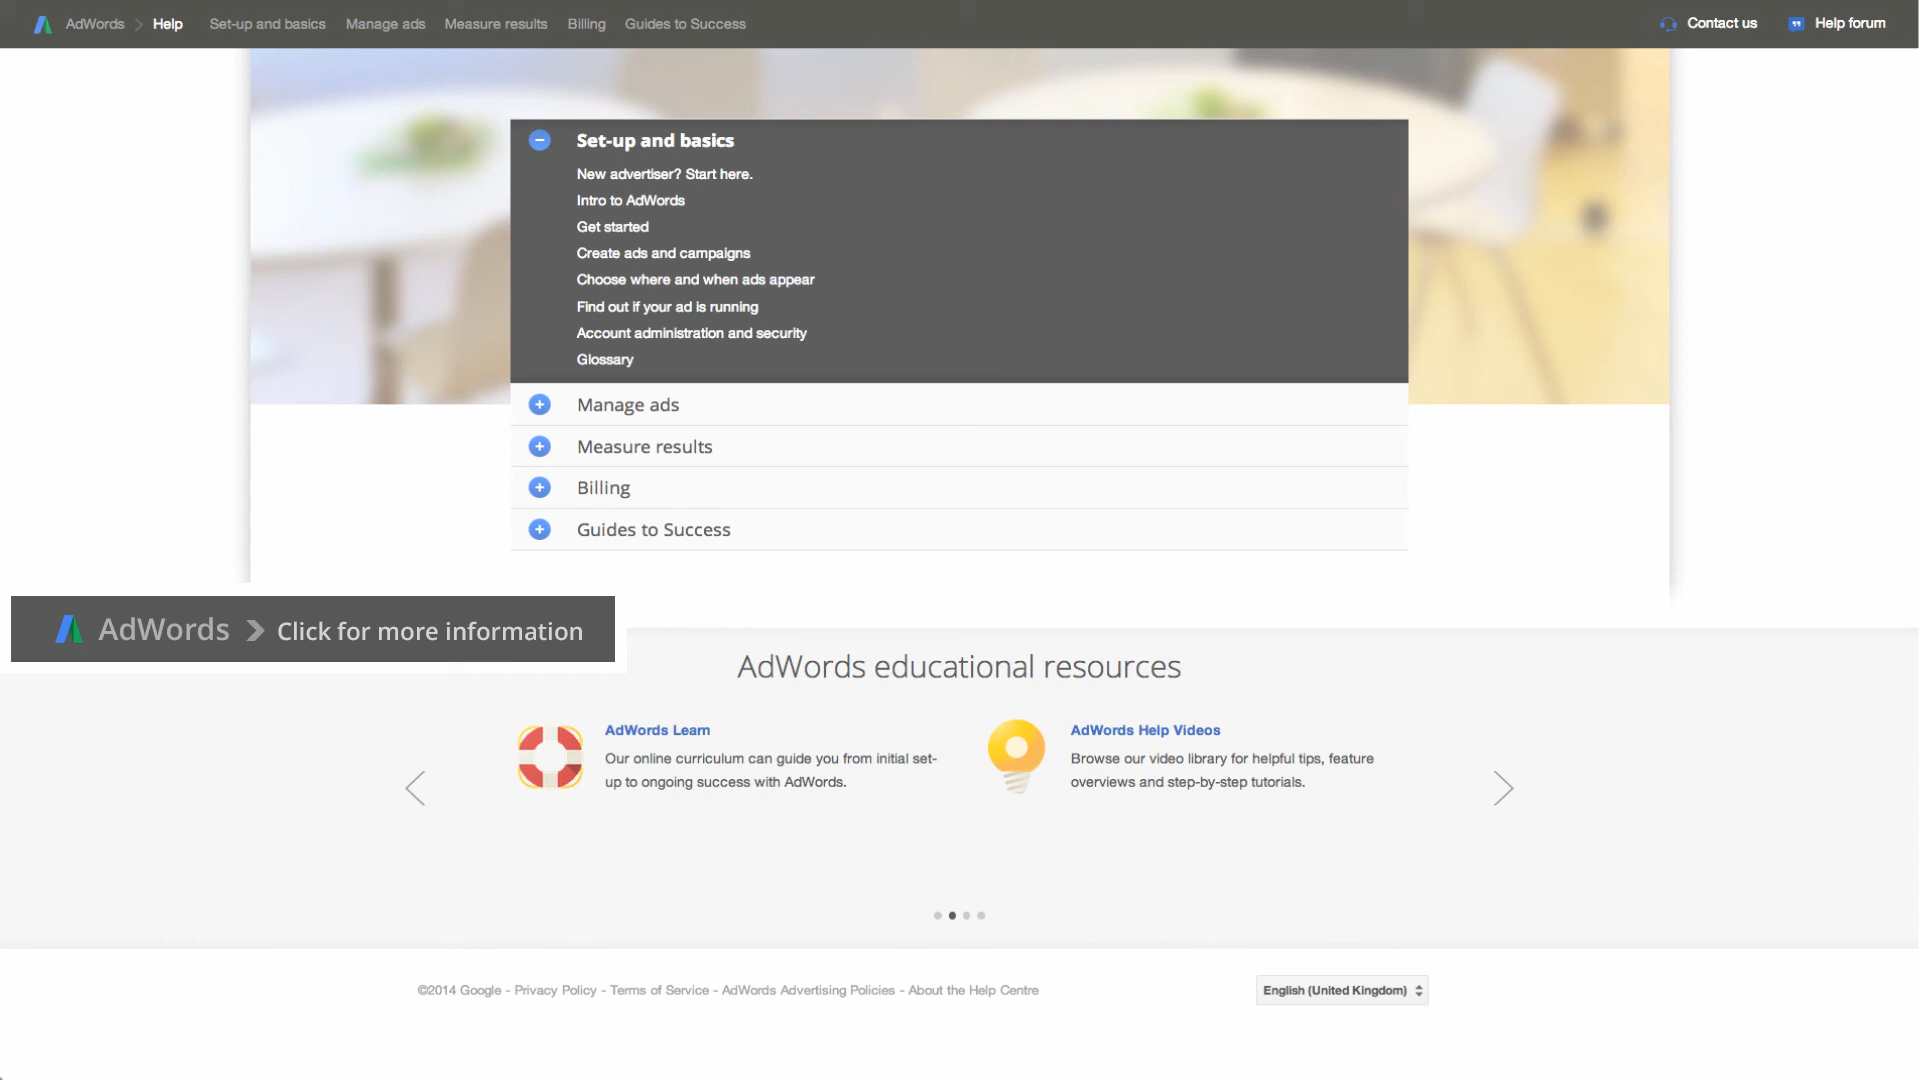 AdWords Help Set-up and basics Manage ads Measure results Billing Guides to Success Contact us Help forum
Set-up and basics
New advertiser? Start here.
Intro to AdWords
Get started
Create ads and campaigns
Choose where and when ads appear
Find out if your ad is running
Account administration and security
Glossary
Manage ads
Measure results
Billing
Guides to Success
AdWords Click for more information
AdWords educational resources
AdWords Learn
Our online curriculum can guide you from initial set-
up to ongoing success with AdWords.
AdWords Help Videos
Browse our video library for helpful tips, feature
overviews and step-by-step tutorials.
©2014 Google - Privacy Policy - Terms of Service - AdWords Advertising Policies - About the Help Centre
English (United Kingdom)